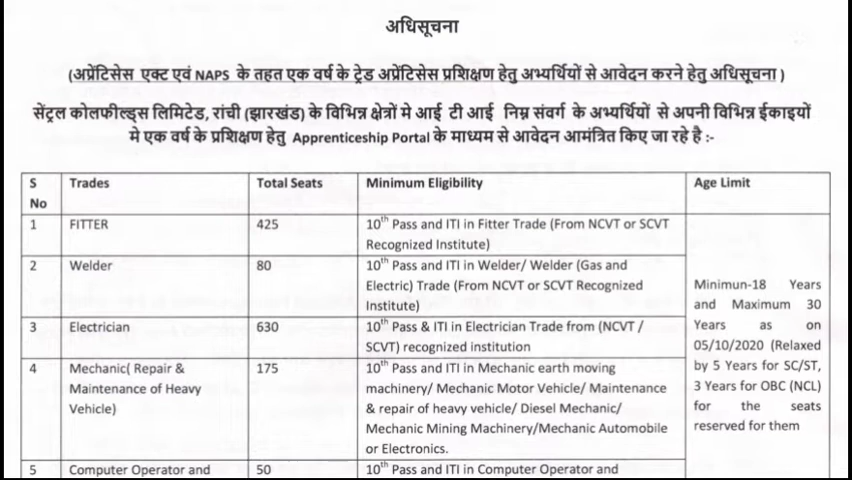 अधिसूचना
(अप्रेंटिसेस एक्ट एवं NAPS के तहत एक वर्ष के ट्रेड अप्रेंटिसेस प्रशिक्षण हेतु अभ्यर्थियों से आवेदन करने हेतु अधिसूचना )
सेंट्रल कोलफील्ड्स लिमिटेड, रांची (झारखंड) के विभिन्न क्षेत्रों मे आई टी आई निम्न संवर्ग के अभ्यर्थियों से अपनी विभिन्न ईकाइयों
मे एक वर्ष के प्रशिक्षण हेतु Apprenticeship Portal के माध्यम से आवेदन आमंत्रित किए जा रहे है :-
S No Trades Total Seats Minimum Eligibility Age Limit
1 FITTER 425 10th Pass and ITI in Fitter Trade (From NCVT or SCVT
Recognized Institute)
2 Welder 80 10th Pass and ITI in Welder/ Welder (Gas and
Electric) Trade (From NCVT or SCVT Recognized
Institute)
3 Electrician 630 10th Pass & ITI in Electrician Trade from (NCVT /
SCVT) recognized institution
4 Mechanic( Repair &
Maintenance of Heavy
Vehicle)
175 10th Pass and ITI in Mechanic earth moving
machinery/ Mechanic Motor Vehicle/ Maintenance
& repair of heavy vehicle/ Diesel Mechanic/
Mechanic Mining Machinery/Mechanic Automobile
or Electronics.
5 Computer Operator and 50 10th Pass and ITI in Computer Operator and
Minimun-18 Years
and Maximum 30
Years as on
05/10/2020 (Relaxed
by 5 Years for SC/ST,
3 Years for OBC (NCL)
for the seats
reserved for them